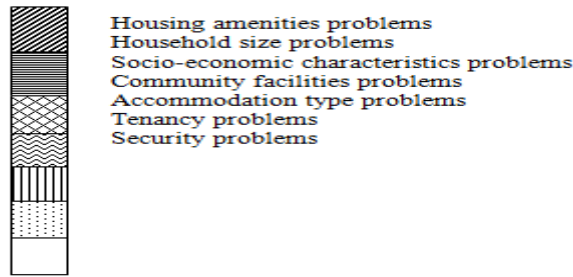 Housing amenities problems
Household size problems
Socio-economic characteristics problems
Community facilities problems
Accommodation type problems
Tenancy problems
Security problems